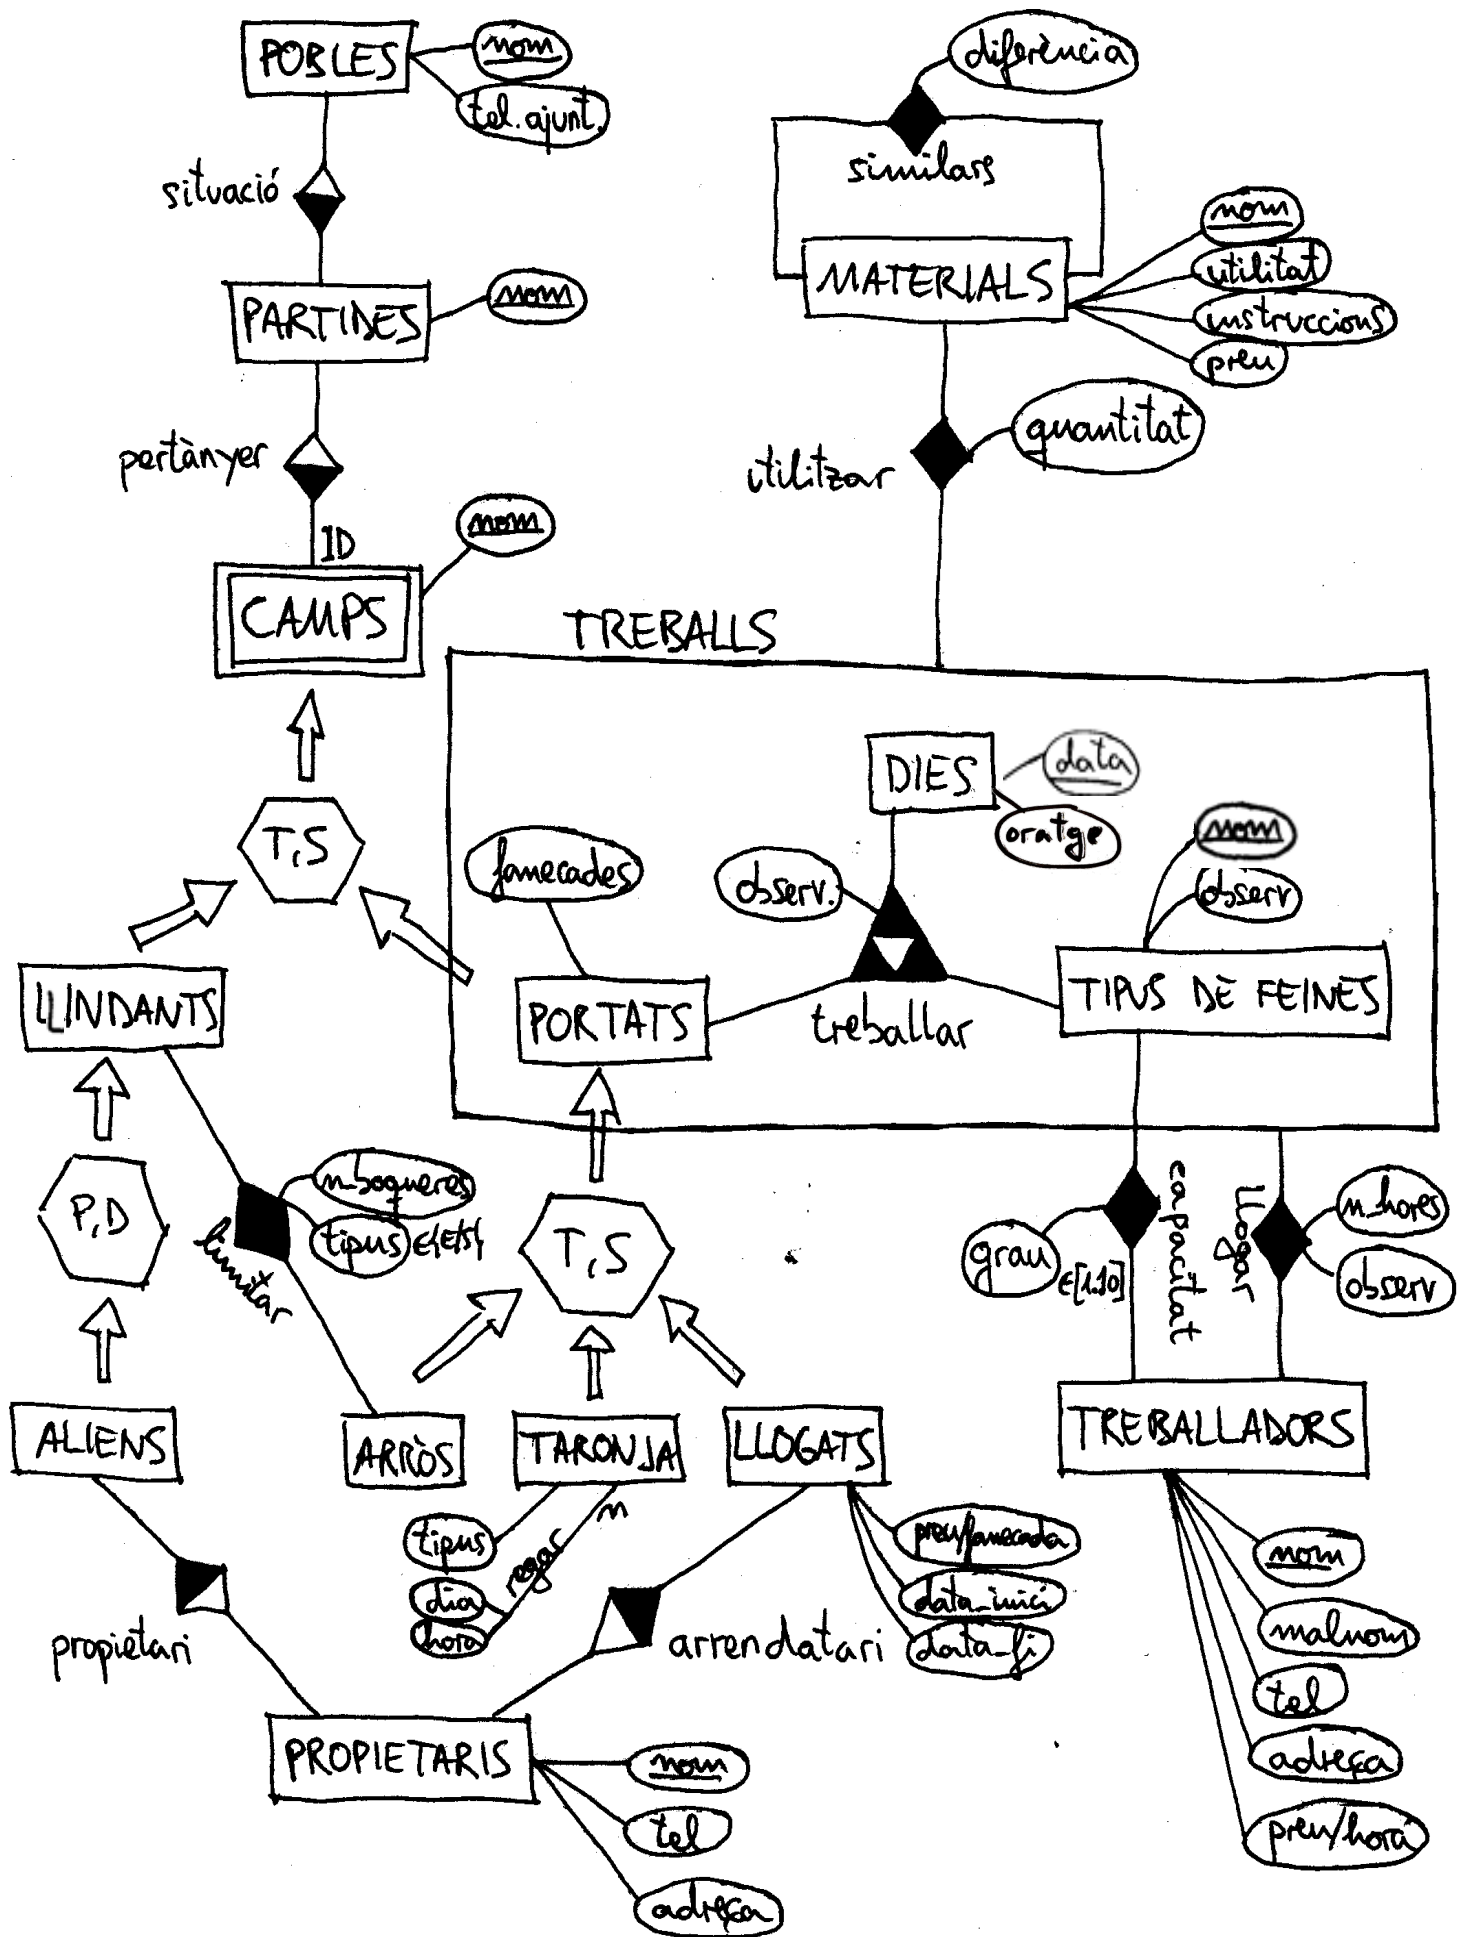 POBLES
nom
tel. ajunt.
situació
PARTIDES
nom
pertànyer
ID
CAMPS
nom
diferència
similars
MATERIALS
nom
utilitat
instruccions
preu
utilitzar
quantitat
TREBALLS
DIES
data
oratge
observ.
treballar
TIPUS DE FEINES
nom
observ
fanecades
PORTATS
T,S
LLINDANTS
P,D
limitar
n_boqueres
tipus ∈{E/S}
T,S
ALIENS
ARRÒS
TARONJA
tipus
dia
hora
regar
n
LLOGATS
preu/fanecada
data_inici
data_fi
propietari
arrendatari
PROPIETARIS
nom
tel
adreça
grau
∈[1..10]
capacitat
LLogar
n_hores
observ
TREBALLADORS
nom
malnom
tel
adreça
preu/hora